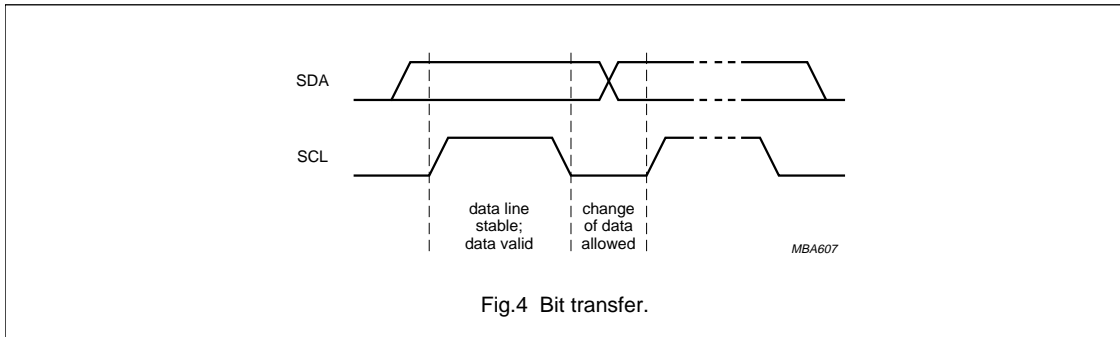 SDA
SCL
data line
stable;
data valid
change
of data
allowed
MBA607
Fig.4 Bit transfer.